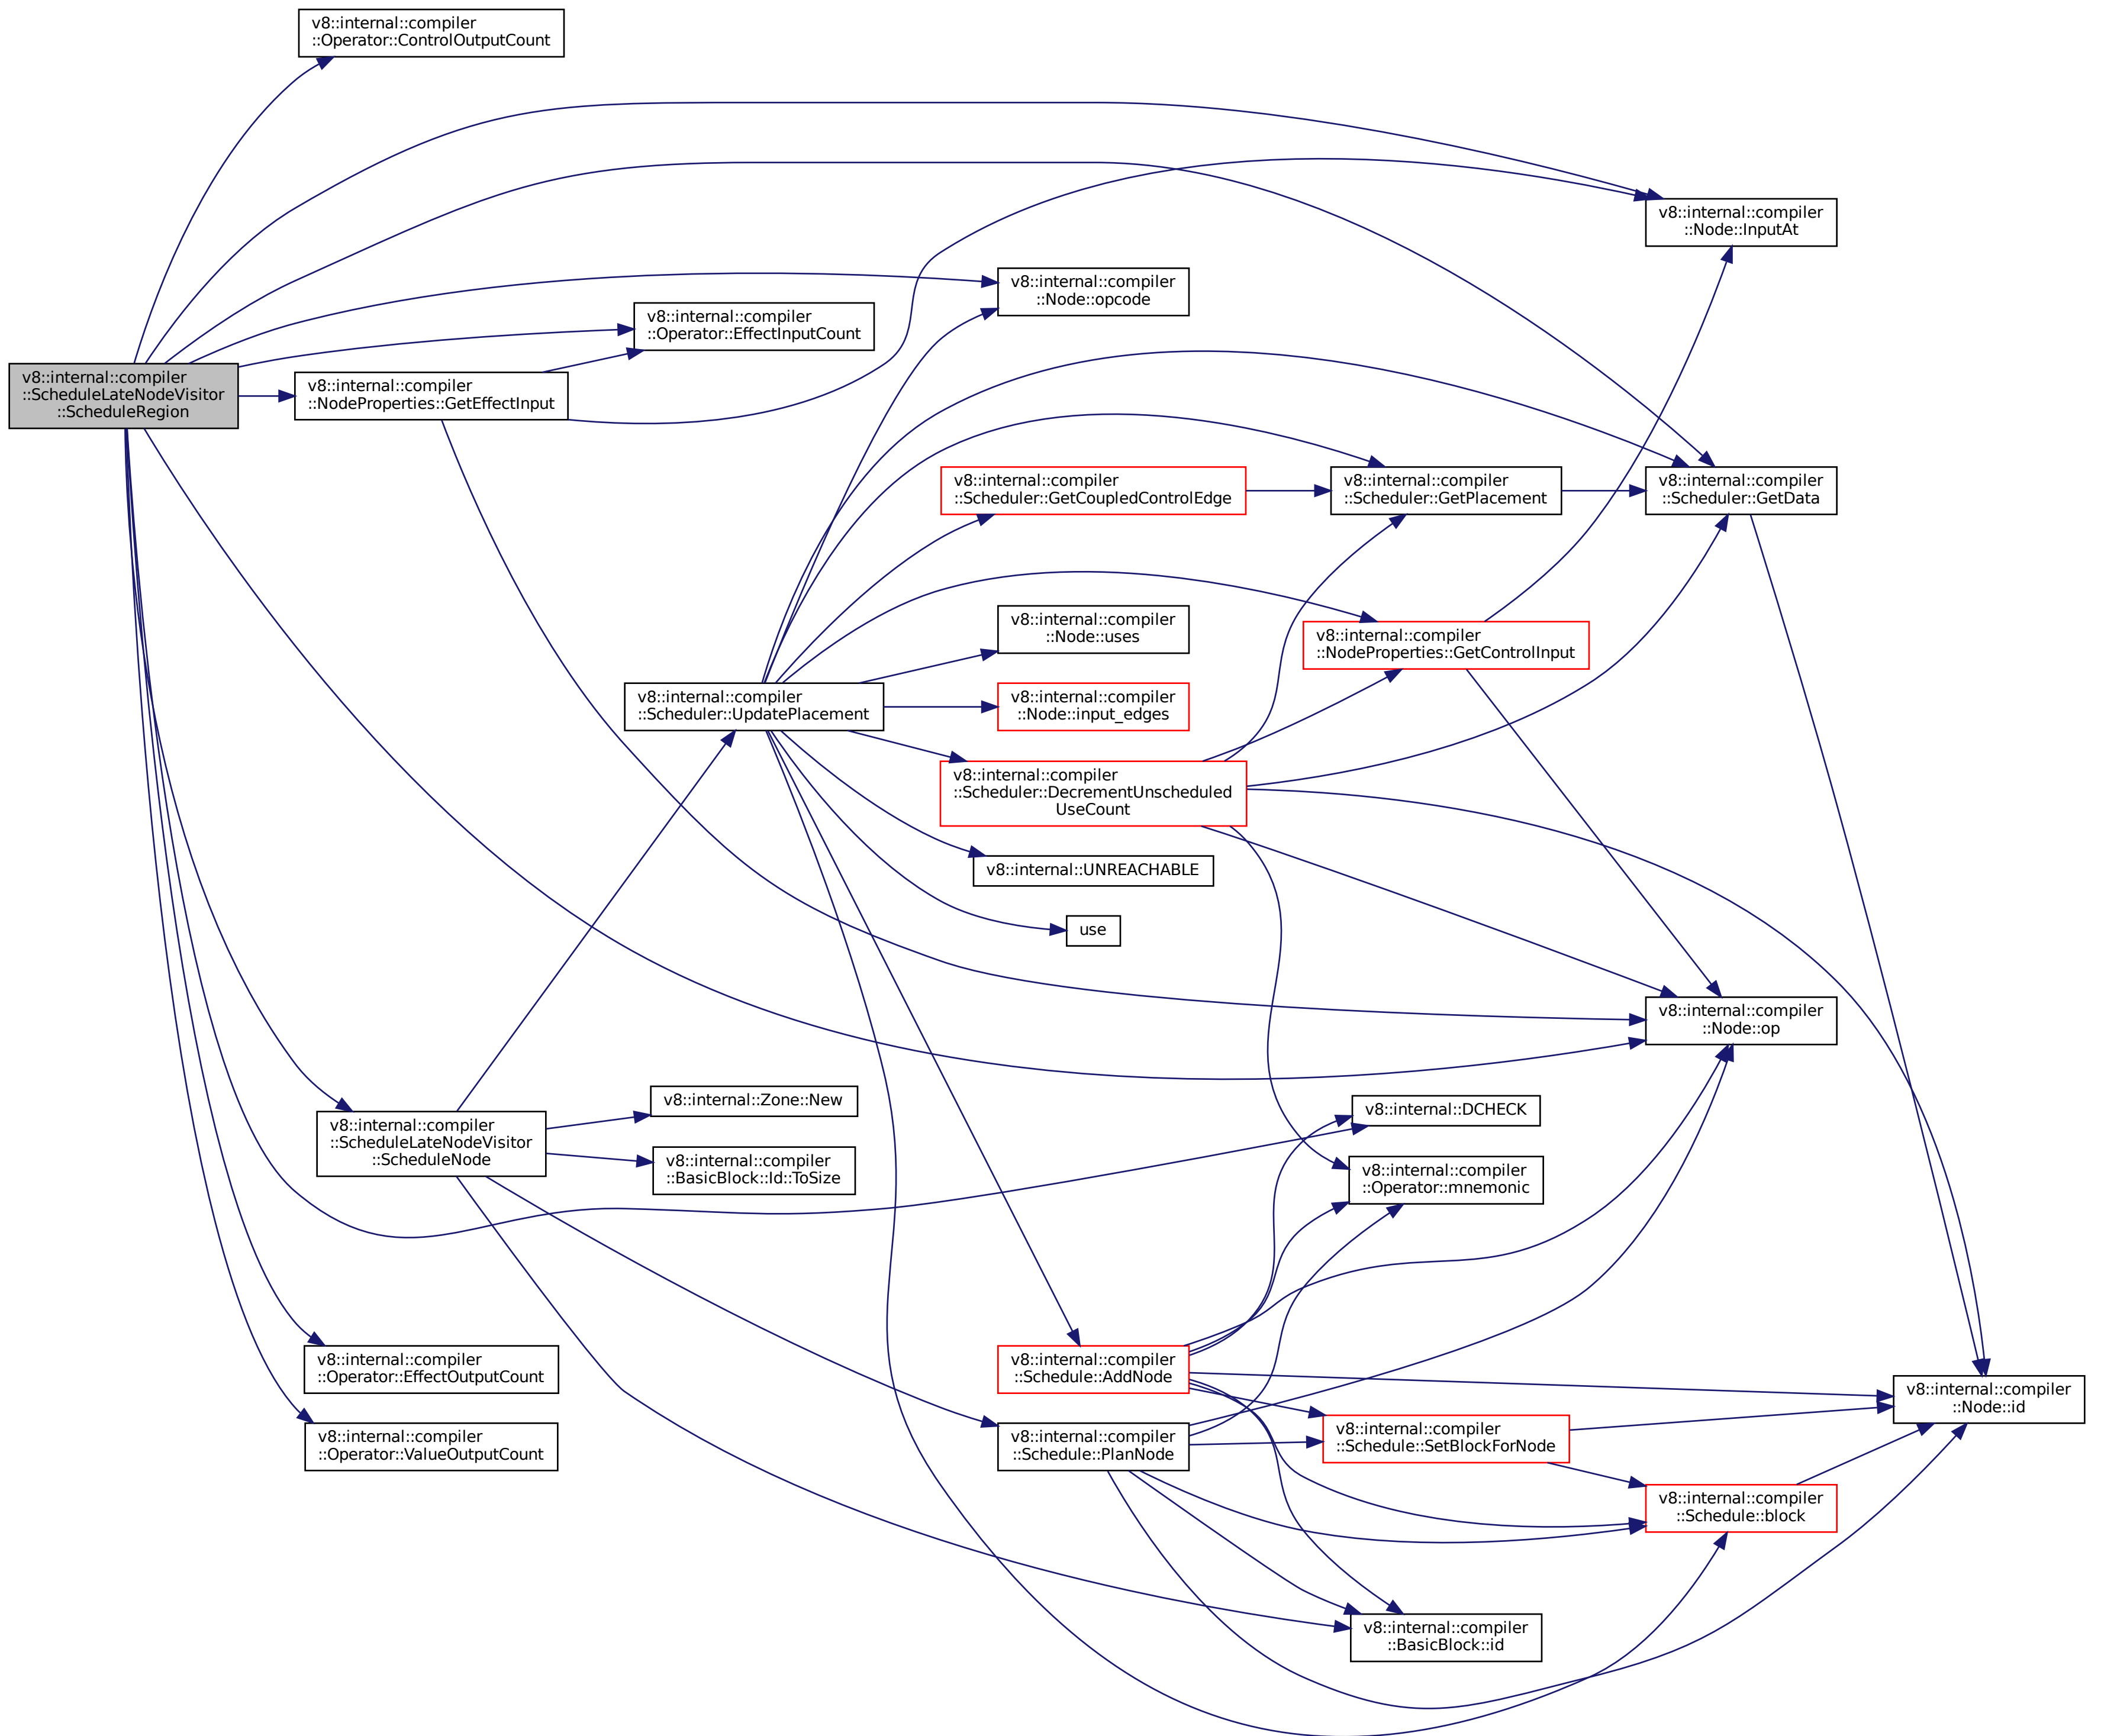 v8::internal::compiler
::Operator::ControlOutputCount
v8::internal::compiler
::Node::InputAt
v8::internal::compiler
::Node::opcode
v8::internal::compiler
::Operator::EffectInputCount
v8::internal::compiler
::ScheduleLateNodeVisitor
::ScheduleRegion
v8::internal::compiler
::NodeProperties::GetEffectInput
v8::internal::compiler
::Scheduler::GetCoupledControlEdge
v8::internal::compiler
::Scheduler::GetPlacement
v8::internal::compiler
::Scheduler::GetData
v8::internal::compiler
::Node::uses
v8::internal::compiler
::NodeProperties::GetControlInput
v8::internal::compiler
::Scheduler::UpdatePlacement
v8::internal::compiler
::Node::input_edges
v8::internal::compiler
::Scheduler::DecrementUnscheduled
UseCount
v8::internal::UNREACHABLE
use
v8::internal::compiler
::Node::op
v8::internal::Zone::New
v8::internal::DCHECK
v8::internal::compiler
::ScheduleLateNodeVisitor
::ScheduleNode
v8::internal::compiler
::BasicBlock::Id::ToSize
v8::internal::compiler
::Operator::mnemonic
v8::internal::compiler
::Operator::EffectOutputCount
v8::internal::compiler
::Schedule::AddNode
v8::internal::compiler
::Node::id
v8::internal::compiler
::Operator::ValueOutputCount
v8::internal::compiler
::Schedule::PlanNode
v8::internal::compiler
::Schedule::SetBlockForNode
v8::internal::compiler
::Schedule::block
v8::internal::compiler
::BasicBlock::id